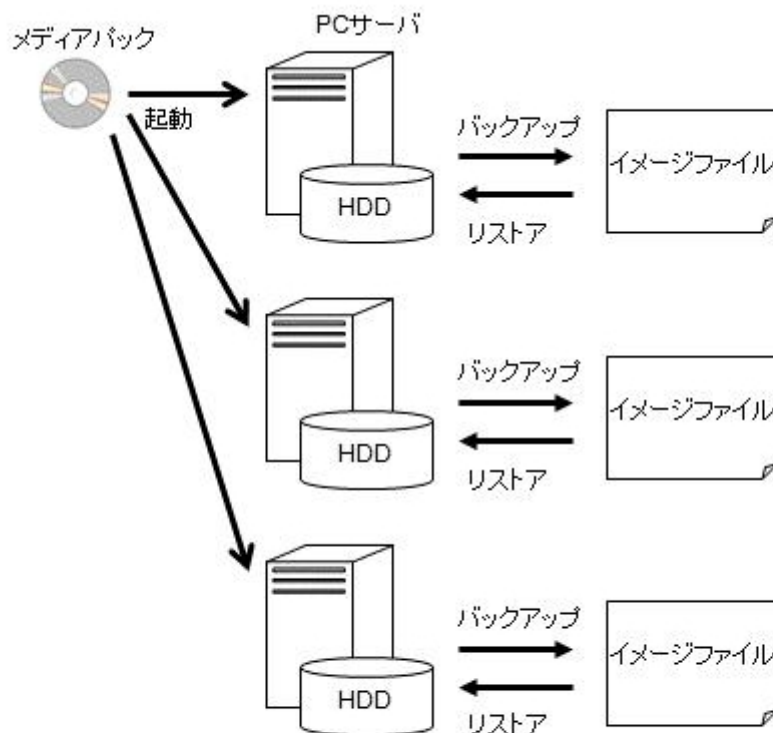 PCサーバ
メディアパック
起動
HDD
バックアップ
リストア
イメージファイル
HDD
バックアップ
リストア
イメージファイル
HDD
バックアップ
リストア
イメージファイル